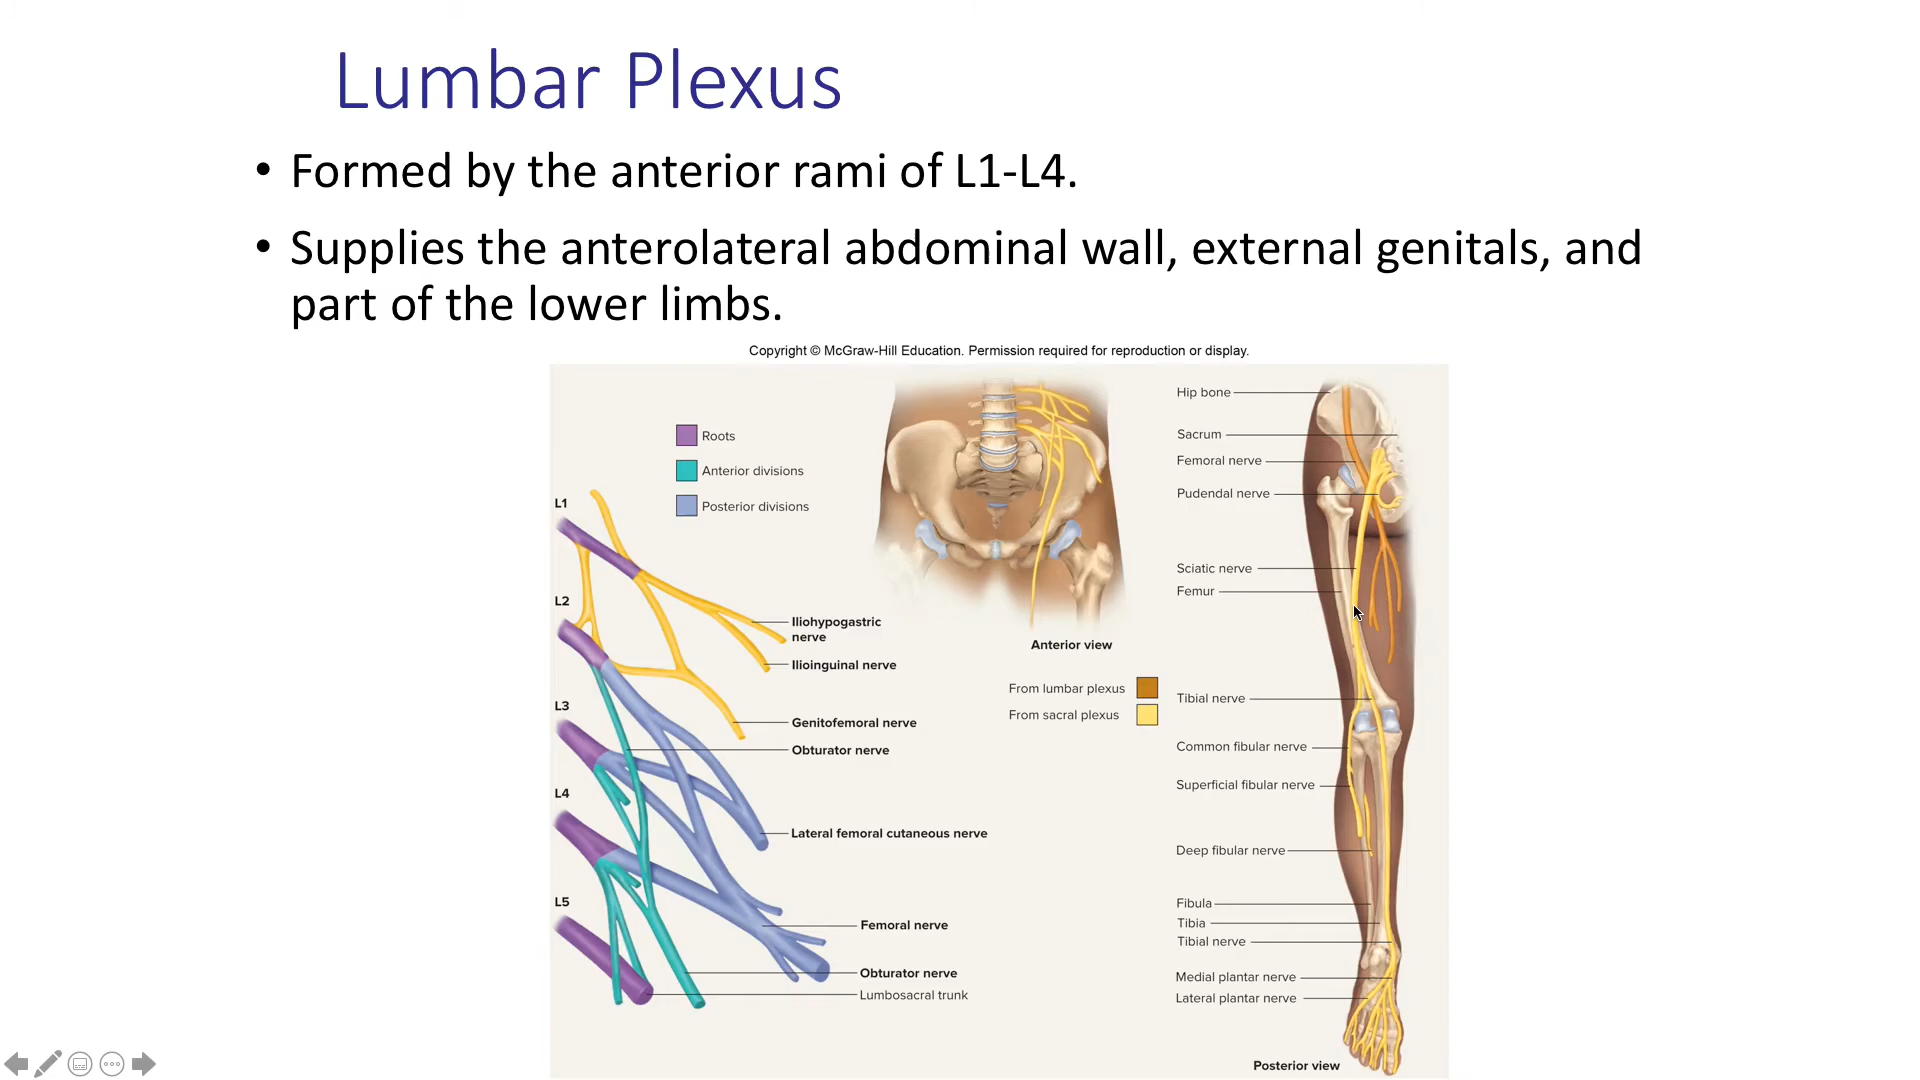 Lumbar Plexus
• Formed by the anterior rami of L1-L4.
• Supplies the anterolateral abdominal wall, external genitals, and
part of the lower limbs.
Copyright © McGraw-Hill Education. Permission required for reproduction or display.
Roots
Anterior divisions
Posterior divisions
L1
L2
L3
L4
L5
Iliohypogastric
nerve
Ilioinguinal nerve
Genitofemoral nerve
Obturator nerve
Lateral femoral cutaneous nerve
Femoral nerve
Obturator nerve
Lumbosacral trunk
Anterior view
From lumbar plexus
From sacral plexus
Hip bone
Sacrum
Femoral nerve
Pudendal nerve
Sciatic nerve
Femur
Tibial nerve
Common fibular nerve
Superficial fibular nerve
Deep fibular nerve
Fibula
Tibia
Tibial nerve
Medial plantar nerve
Lateral plantar nerve
Posterior view